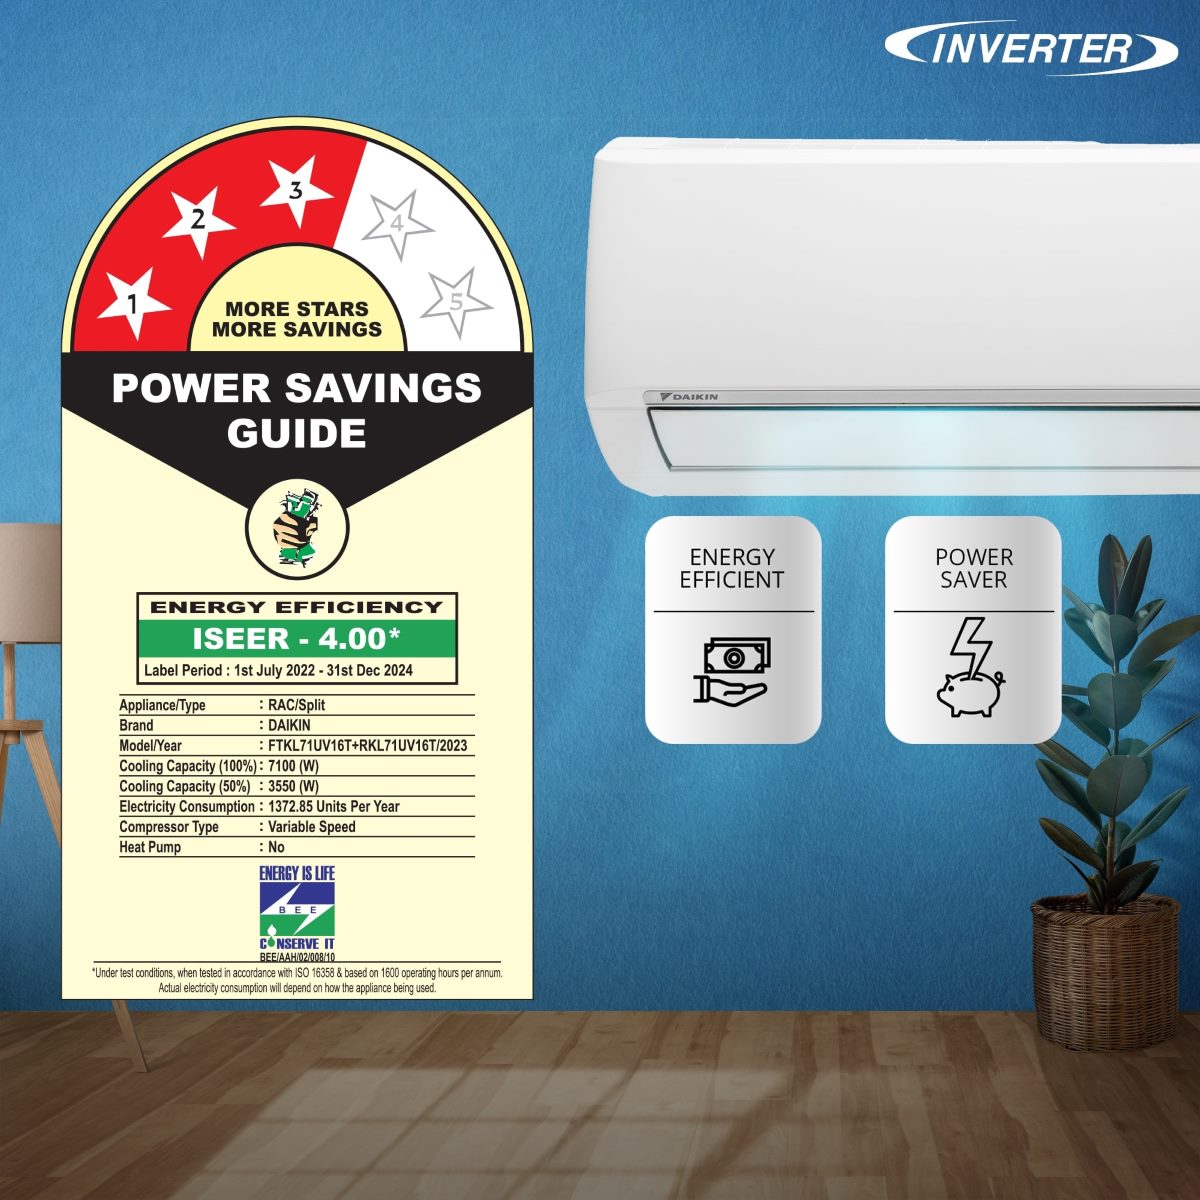 INVERTER
1
2
3
4
5
MORE STARS
MORE SAVINGS
POWER SAVINGS
GUIDE
ENERGY EFFICIENCY
ISEER - 4.00*
Label Period : 1st July 2022 - 31st Dec 2024
Appliance/Type : RAC/Split
Brand : DAIKIN
Model/Year : FTKL71UV16T+RKL71UV16T/2023
Cooling Capacity (100%) : 7100 (W)
Cooling Capacity (50%) : 3550 (W)
Electricity Consumption : 1372.85 Units Per Year
Compressor Type : Variable Speed
Heat Pump : No
ENERGY IS LIFE
BEE
CONSERVE IT
BEE/AAH/02/008/10
*Under test conditions, when tested in accordance with ISO 16358 & based on 1600 operating hours per annum.
Actual electricity consumption will depend on how the appliance being used.
DAIKIN
ENERGY
EFFICIENT
POWER
SAVER